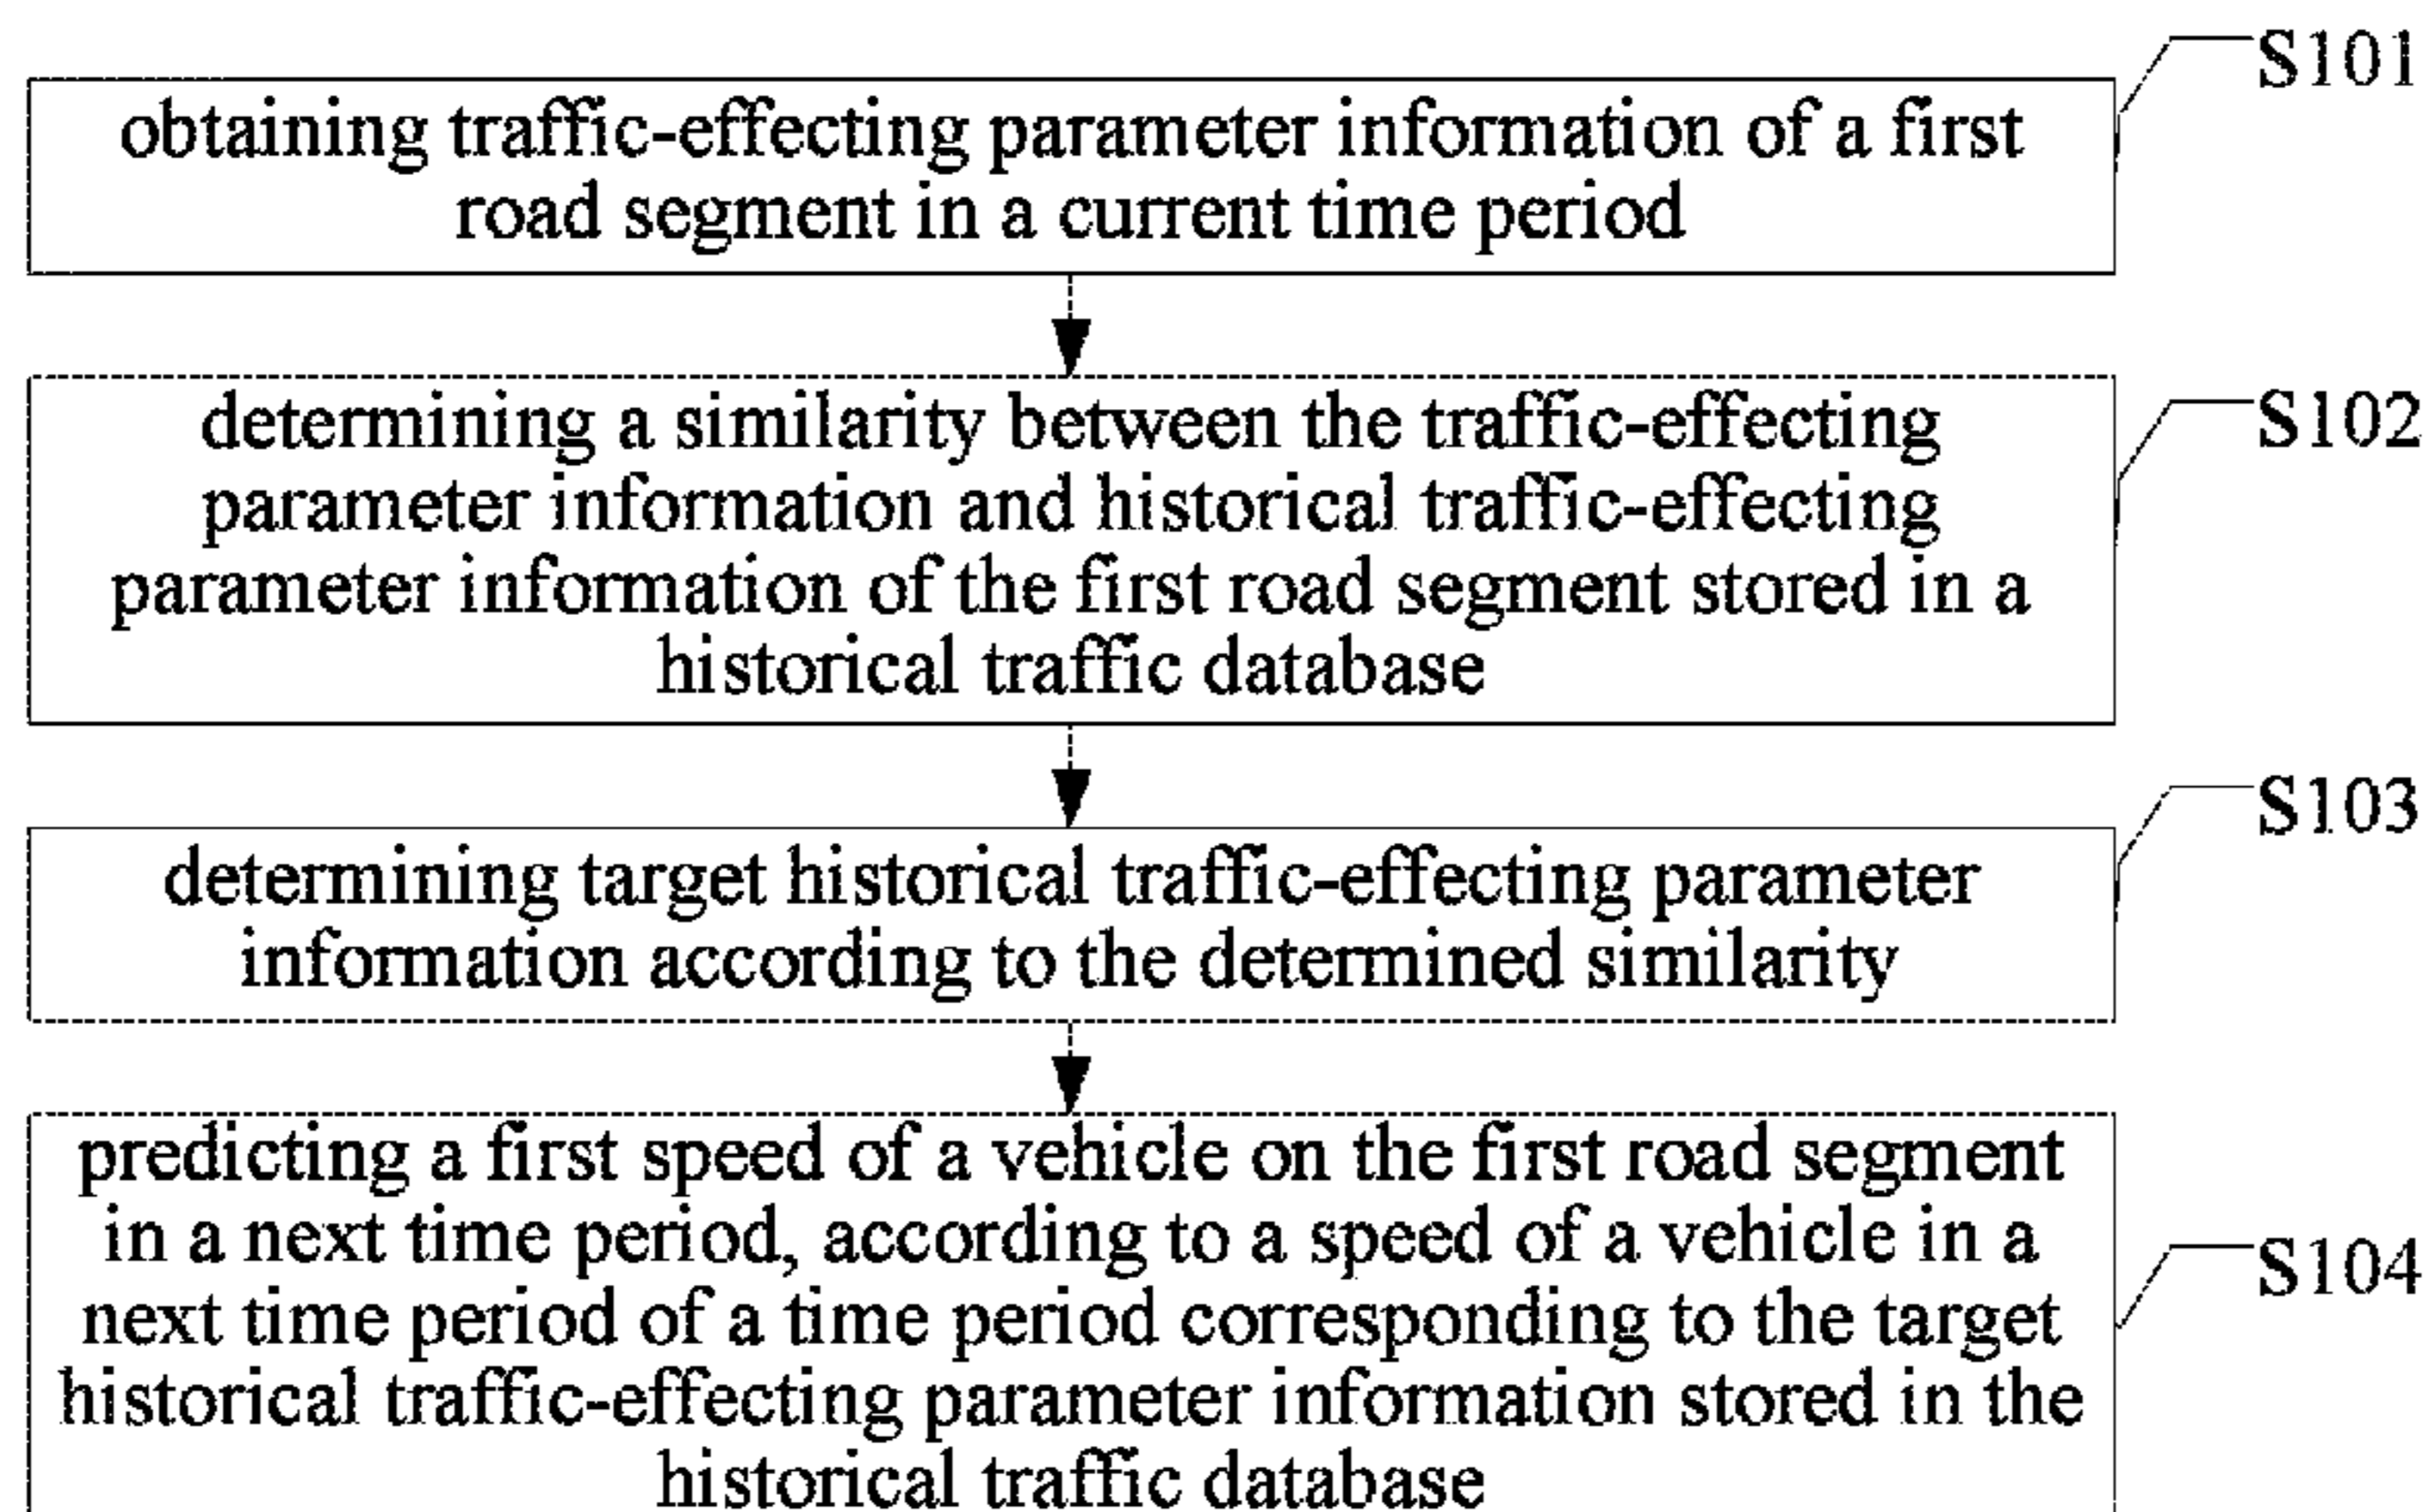 S101
obtaining traffic-effecting parameter information of a first
road segment in a current time period
S102
determining a similarity between the traffic-effecting
parameter information and historical traffic-effecting
parameter information of the first road segment stored in a
historical traffic database
S103
determining target historical traffic-effecting parameter
information according to the determined similarity
predicting a first speed of a vehicle on the first road segment
in a next time period, according to a speed of a vehicle in a
S104
next time period of a time period corresponding to the target
historical traffic-effecting parameter information stored in the
historical traffic database